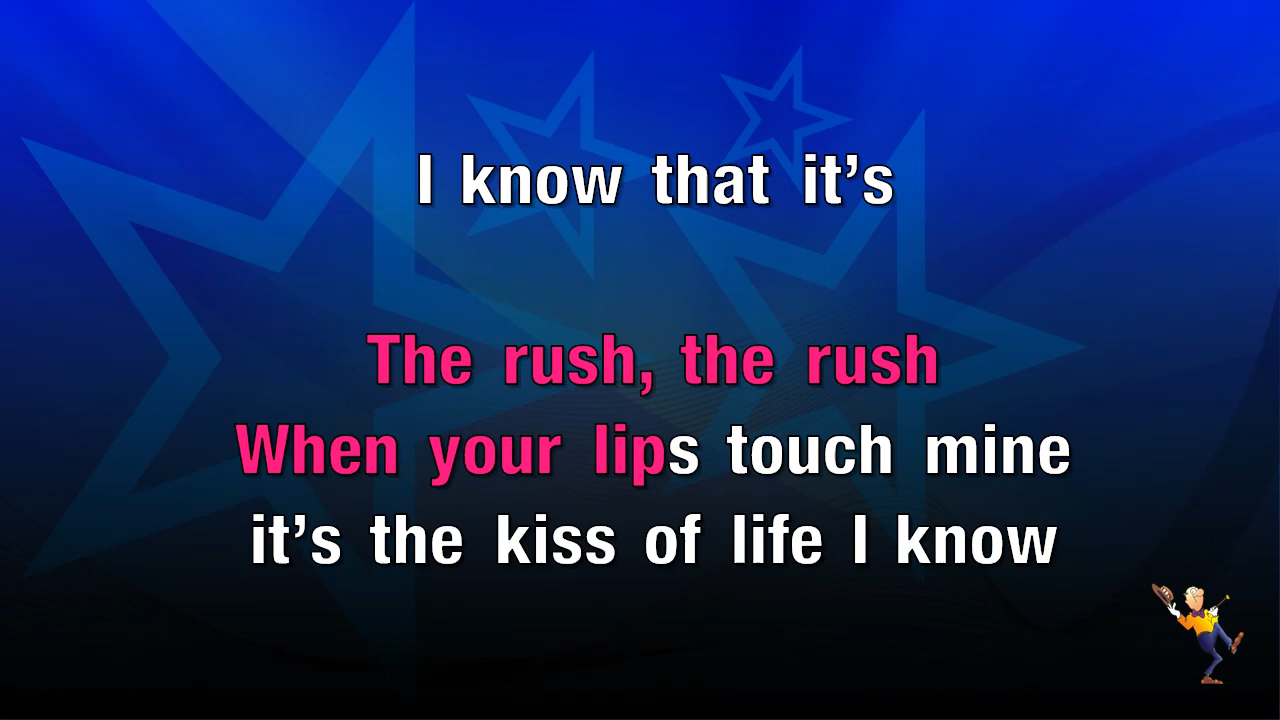 I know that it’s
The rush, the rush
When your lips touch mine
it’s the kiss of life I know